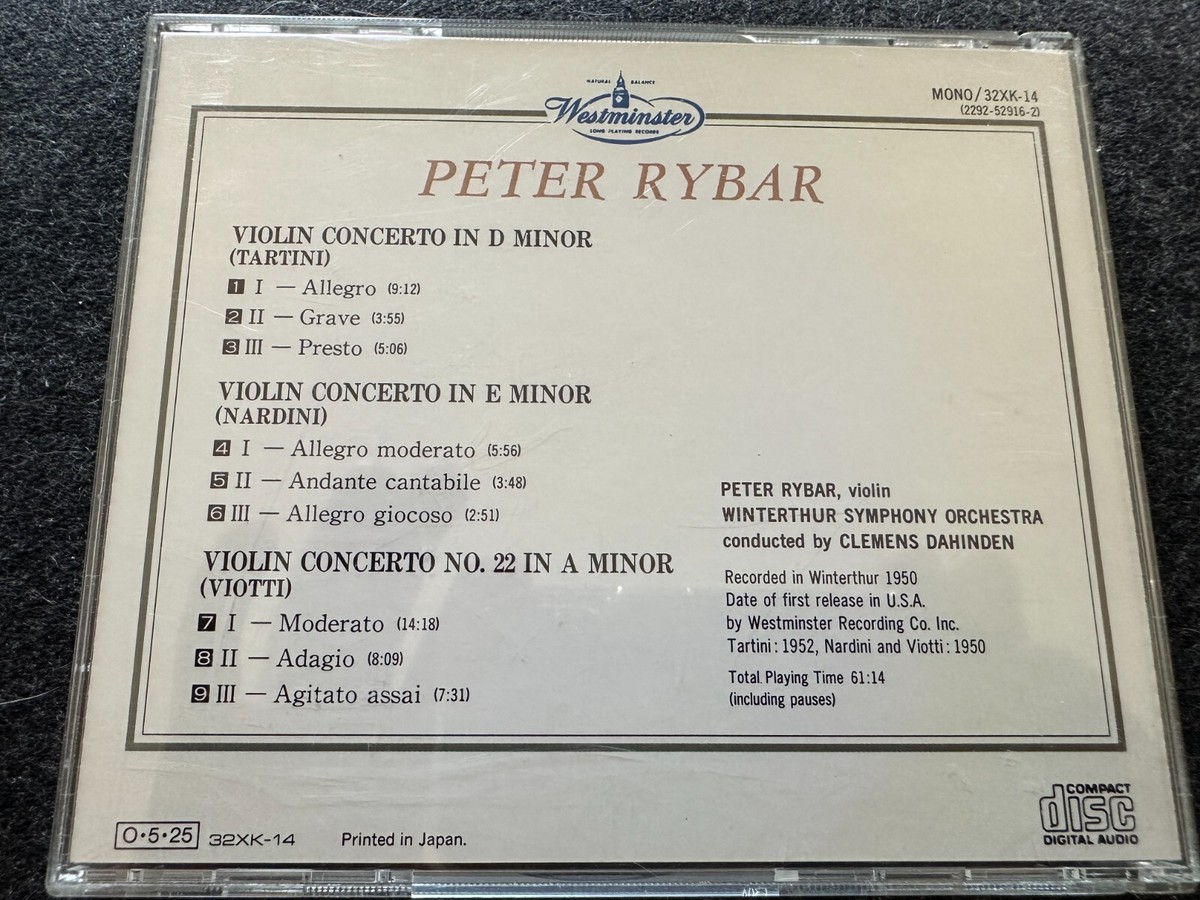 NATURAL BALANCE
Westminster
LONG PLAYING RECORDS
MONO/32XK-14
(2292-52916-2)
PETER RYBAR
VIOLIN CONCERTO IN D MINOR
(TARTINI)
1 I — Allegro (9:12)
2 II — Grave (3:55)
3 III — Presto (5:06)
VIOLIN CONCERTO IN E MINOR
(NARDINI)
4 I — Allegro moderato (5:56)
5 II — Andante cantabile (3:48)
6 III — Allegro giocoso (2:51)
VIOLIN CONCERTO NO. 22 IN A MINOR
(VIOTTI)
7 I — Moderato (14:18)
8 II — Adagio (8:09)
9 III — Agitato assai (7:31)
PETER RYBAR, violin
WINTERTHUR SYMPHONY ORCHESTRA
conducted by CLEMENS DAHINDEN
Recorded in Winterthur 1950
Date of first release in U.S.A.
by Westminster Recording Co. Inc.
Tartini: 1952, Nardini and Viotti: 1950
Total Playing Time 61:14
(including pauses)
O•5•25 32XK-14 Printed in Japan.
COMPACT
disc
DIGITAL AUDIO